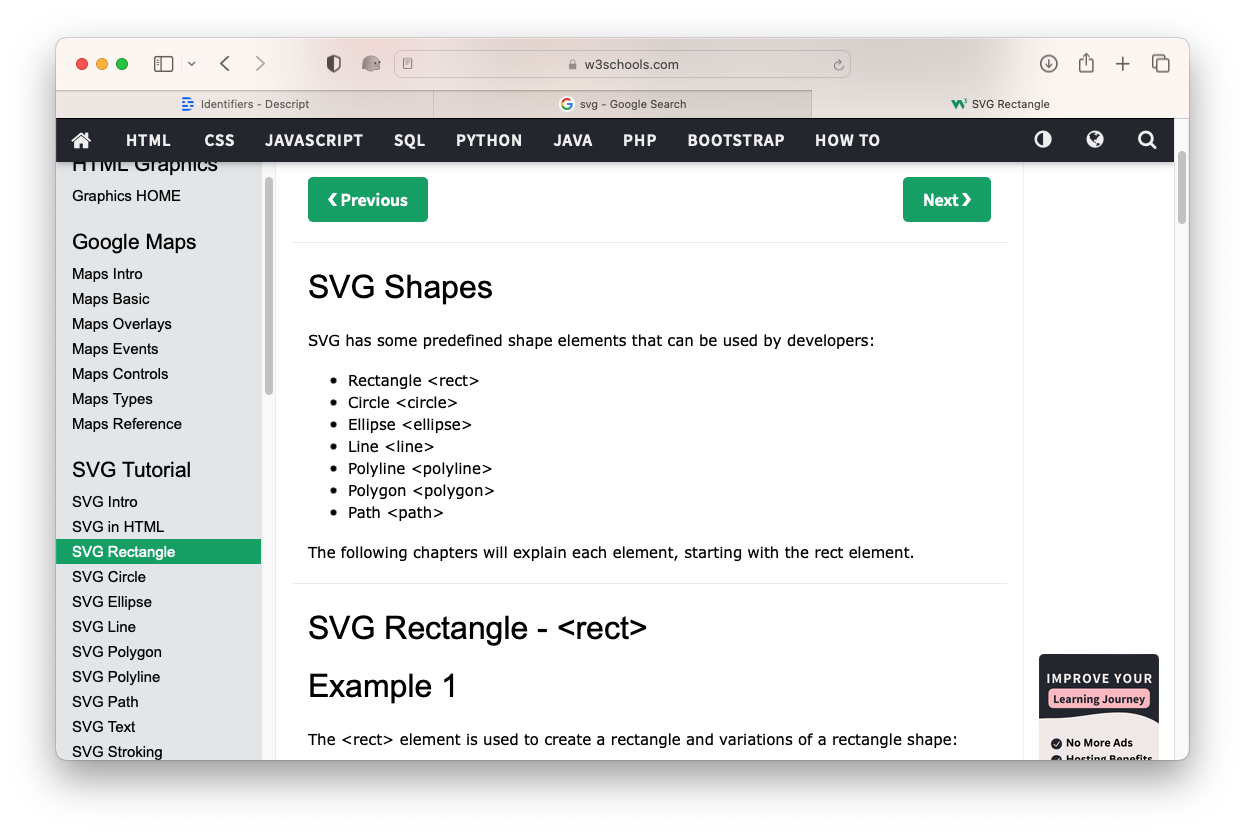 w3schools.com
Identifiers – Descript
svg - Google Search
SVG Rectangle
HTML
CSS
JAVASCRIPT
SQL
PYTHON
JAVA
PHP
BOOTSTRAP
HOW TO
HTML Graphics
Graphics HOME
Google Maps
Maps Intro
Maps Basic
Maps Overlays
Maps Events
Maps Controls
Maps Types
Maps Reference
SVG Tutorial
SVG Intro
SVG in HTML
SVG Rectangle
SVG Circle
SVG Ellipse
SVG Line
SVG Polygon
SVG Polyline
SVG Path
SVG Text
SVG Stroking
❮ Previous
Next ❯
SVG Shapes
SVG has some predefined shape elements that can be used by developers:
• Rectangle <rect>
• Circle <circle>
• Ellipse <ellipse>
• Line <line>
• Polyline <polyline>
• Polygon <polygon>
• Path <path>
The following chapters will explain each element, starting with the rect element.
SVG Rectangle - <rect>
Example 1
The <rect> element is used to create a rectangle and variations of a rectangle shape:
IMPROVE YOUR
Learning Journey
No More Ads
Hosting Benefits